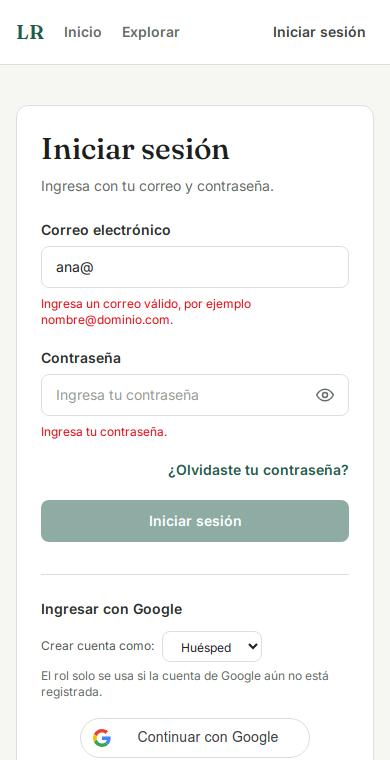 LR Inicio Explorar Iniciar sesión
Iniciar sesión
Ingresa con tu correo y contraseña.
Correo electrónico
ana@
Ingresa un correo válido, por ejemplo
nombre@dominio.com.
Contraseña
Ingresa tu contraseña
Ingresa tu contraseña.
¿Olvidaste tu contraseña?
Iniciar sesión
Ingresar con Google
Crear cuenta como: Huésped
El rol solo se usa si la cuenta de Google aún no está
registrada.
Continuar con Google